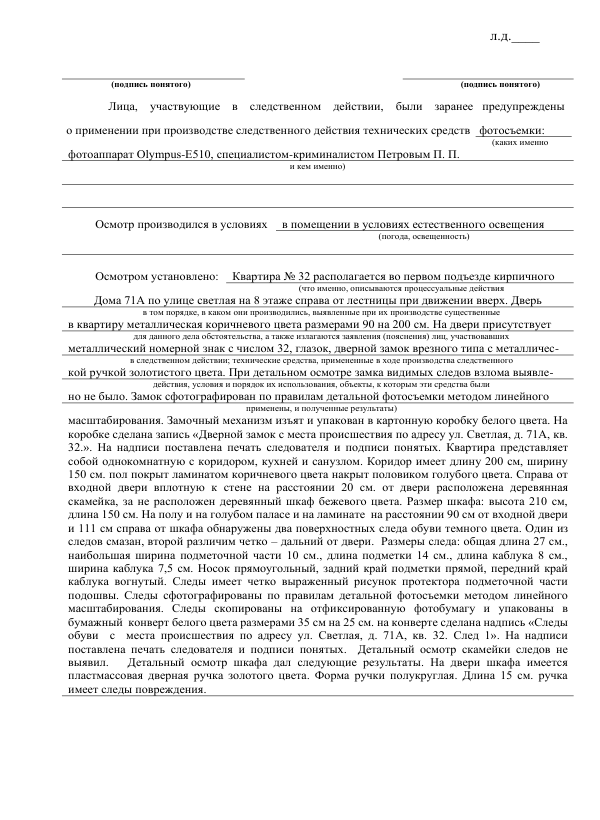 л.д._____
(подпись понятого) (подпись понятого)
Лица, участвующие в следственном действии, были заранее предупреждены
о применении при производстве следственного действия технических средств фотосъемки:
(каких именно
фотоаппарат Olympus-E510, специалистом-криминалистом Петровым П. П.
и кем именно)
Осмотр производился в условиях в помещении в условиях естественного освещения
(погода, освещенность)
Осмотром установлено: Квартира № 32 располагается во первом подъезде кирпичного
(что именно, описываются процессуальные действия
Дома 71А по улице светлая на 8 этаже справа от лестницы при движении вверх. Дверь
в том порядке, в каком они производились, выявленные при их производстве существенные
в квартиру металлическая коричневого цвета размерами 90 на 200 см. На двери присутствует
для данного дела обстоятельства, а также излагаются заявления (пояснения) лиц, участвовавших
металлический номерной знак с числом 32, глазок, дверной замок врезного типа с металличес-
в следственном действии; технические средства, примененные в ходе производства следственного
кой ручкой золотистого цвета. При детальном осмотре замка видимых следов взлома выявле-
действия, условия и порядок их использования, объекты, к которым эти средства были
но не было. Замок сфотографирован по правилам детальной фотосъемки методом линейного
применены, и полученные результаты)
масштабирования. Замочный механизм изъят и упакован в картонную коробку белого цвета. На
коробке сделана запись «Дверной замок с места происшествия по адресу ул. Светлая, д. 71А, кв.
32.». На надписи поставлена печать следователя и подписи понятых. Квартира представляет
собой однокомнатную с коридором, кухней и санузлом. Коридор имеет длину 200 см, ширину
150 см. пол покрыт ламинатом коричневого цвета накрыт половиком голубого цвета. Справа от
входной двери вплотную к стене на расстоянии 20 см. от двери расположена деревянная
скамейка, за не расположен деревянный шкаф бежевого цвета. Размер шкафа: высота 210 см,
длина 150 см. На полу и на голубом паласе и на ламинате на расстоянии 90 см от входной двери
и 111 см справа от шкафа обнаружены два поверхностных следа обуви темного цвета. Один из
следов смазан, второй различим четко – дальний от двери. Размеры следа: общая длина 27 см.,
наибольшая ширина подметочной части 10 см., длина подметки 14 см., длина каблука 8 см.,
ширина каблука 7,5 см. Носок прямоугольный, задний край подметки прямой, передний край
каблука вогнутый. Следы имеет четко выраженный рисунок протектора подметочной части
подошвы. Следы сфотографированы по правилам детальной фотосъемки методом линейного
масштабирования. Следы скопированы на отфиксированную фотобумагу и упакованы в
бумажный конверт белого цвета размерами 35 см на 25 см. на конверте сделана надпись «Следы
обуви с места происшествия по адресу ул. Светлая, д. 71А, кв. 32. След 1». На надписи
поставлена печать следователя и подписи понятых. Детальный осмотр скамейки следов не
выявил. Детальный осмотр шкафа дал следующие результаты. На двери шкафа имеется
пластмассовая дверная ручка золотого цвета. Форма ручки полукруглая. Длина 15 см. ручка
имеет следы повреждения.